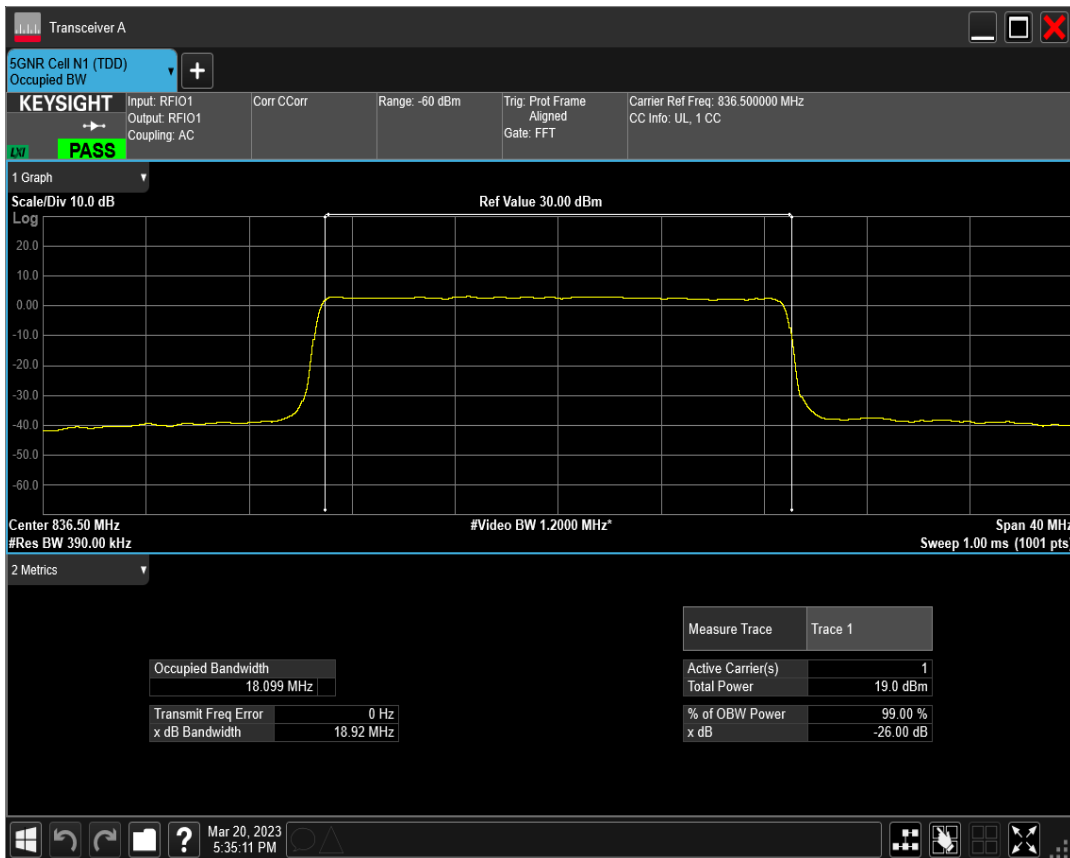 Transceiver A
5GNR Cell N1 (TDD)
Occupied BW
KEYSIGHT
LXI
PASS
Input: RFIO1
Output: RFIO1
Coupling: AC
Corr CCorr
Range: -60 dBm
Trig: Prot Frame
Aligned
Gate: FFT
Carrier Ref Freq: 836.500000 MHz
CC Info: UL, 1 CC
1 Graph
Scale/Div 10.0 dB
Ref Value 30.00 dBm
Log
20.0
10.0
0.00
-10.0
-20.0
-30.0
-40.0
-50.0
-60.0
Center 836.50 MHz
#Video BW 1.2000 MHz*
Span 40 MHz
#Res BW 390.00 kHz
Sweep 1.00 ms (1001 pts)
2 Metrics
Measure Trace Trace 1
Occupied Bandwidth
18.099 MHz
Active Carrier(s) 1
Total Power 19.0 dBm
Transmit Freq Error 0 Hz
x dB Bandwidth 18.92 MHz
% of OBW Power 99.00 %
x dB -26.00 dB
?
Mar 20, 2023
5:35:11 PM